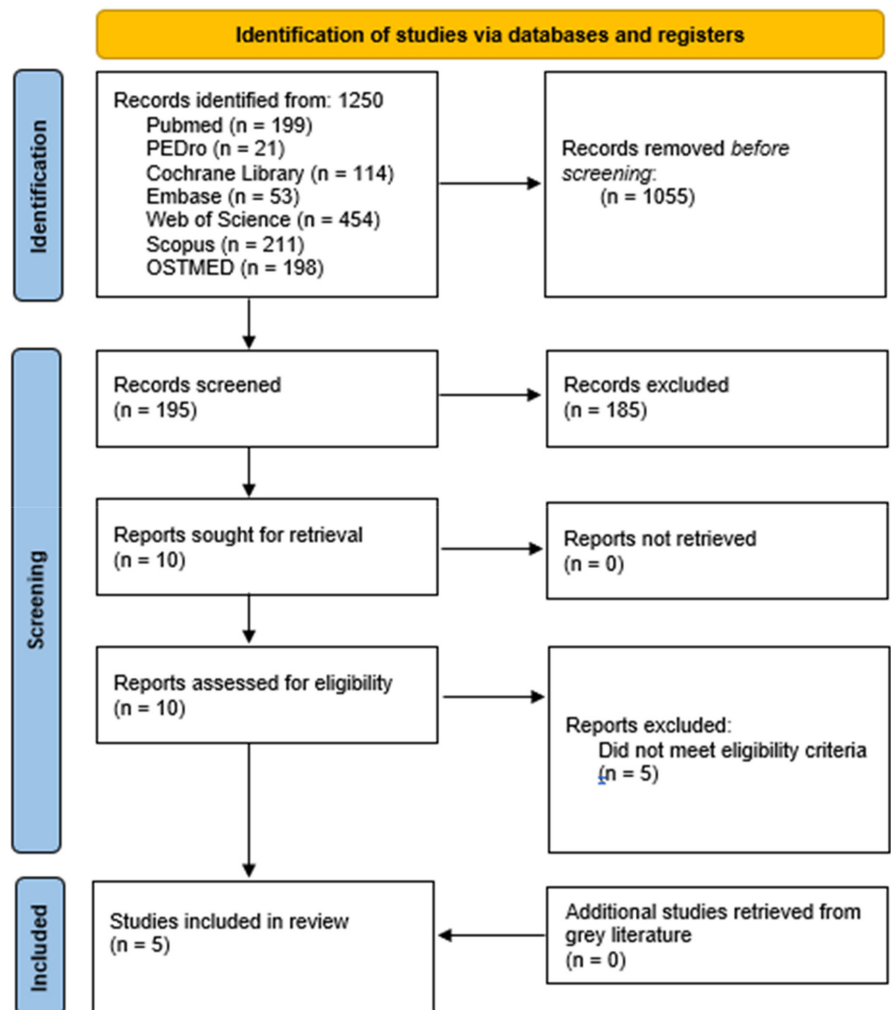 Identification of studies via databases and registers
Identification
Records identified from: 1250
Pubmed (n = 199)
PEDro (n = 21)
Cochrane Library (n = 114)
Embase (n = 53)
Web of Science (n = 454)
Scopus (n = 211)
OSTMED (n = 198)
Records removed before
screening:
(n = 1055)
Screening
Records screened
(n = 195)
Records excluded
(n = 185)
Reports sought for retrieval
(n = 10)
Reports not retrieved
(n = 0)
Reports assessed for eligibility
(n = 10)
Reports excluded:
Did not meet eligibility criteria
(n = 5)
Included
Studies included in review
(n = 5)
Additional studies retrieved from
grey literature
(n = 0)